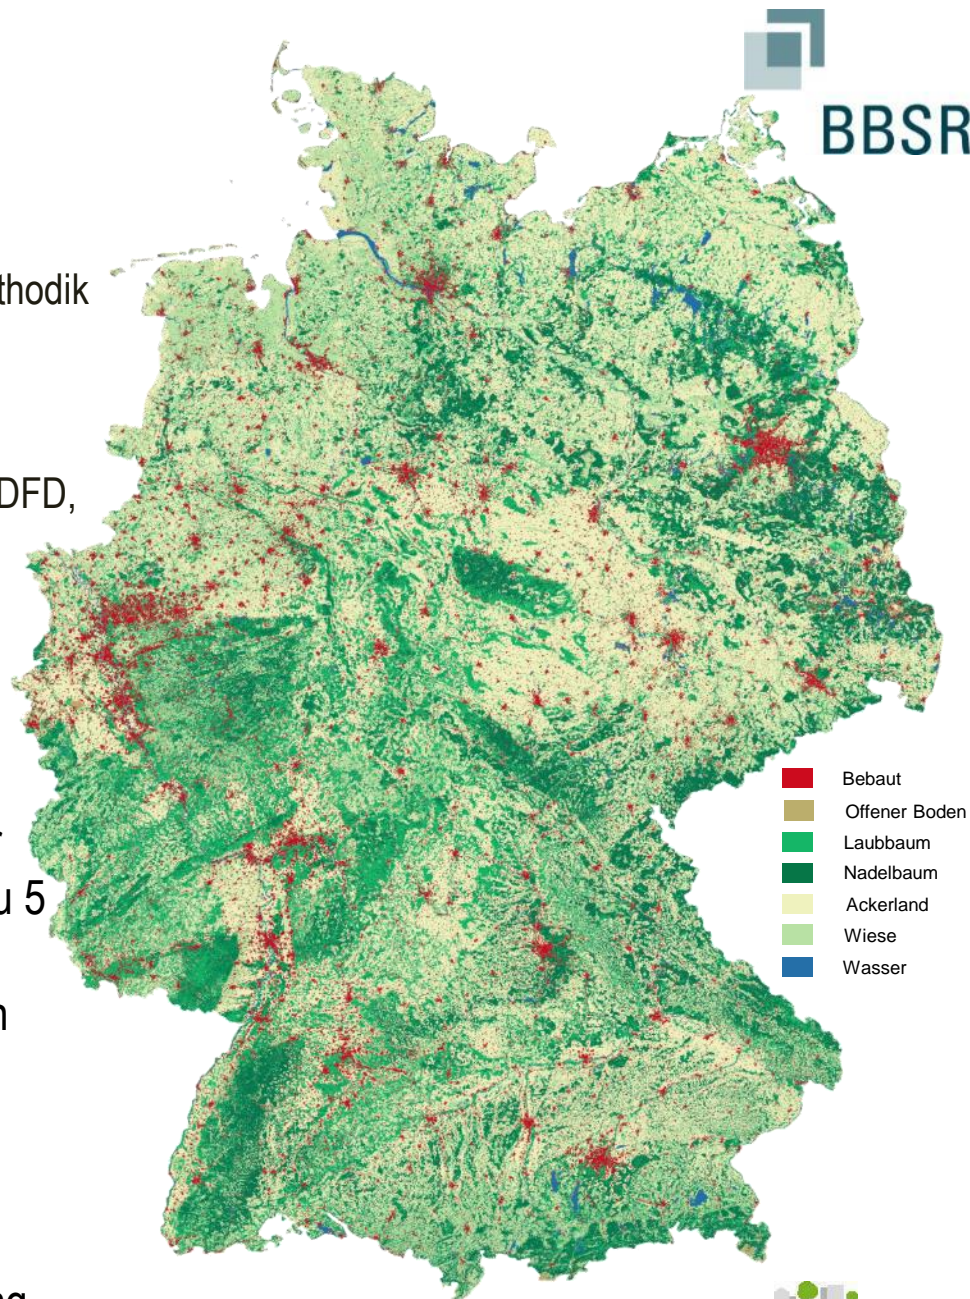 BBSR
thodik
DFD,
Bebaut
Offener Boden
Laubbaum
Nadelbaum
Ackerland
Wiese
Wasser
u 5
n